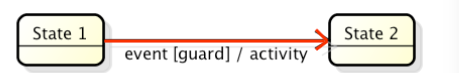 State 1
State 2
event [guard] / activity